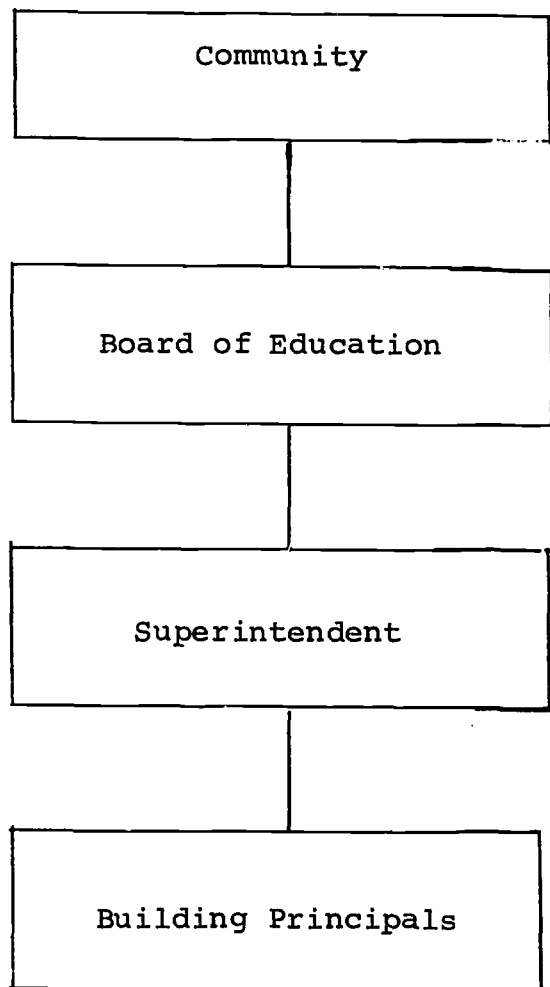 Community
Board of Education
Superintendent
Building Principals